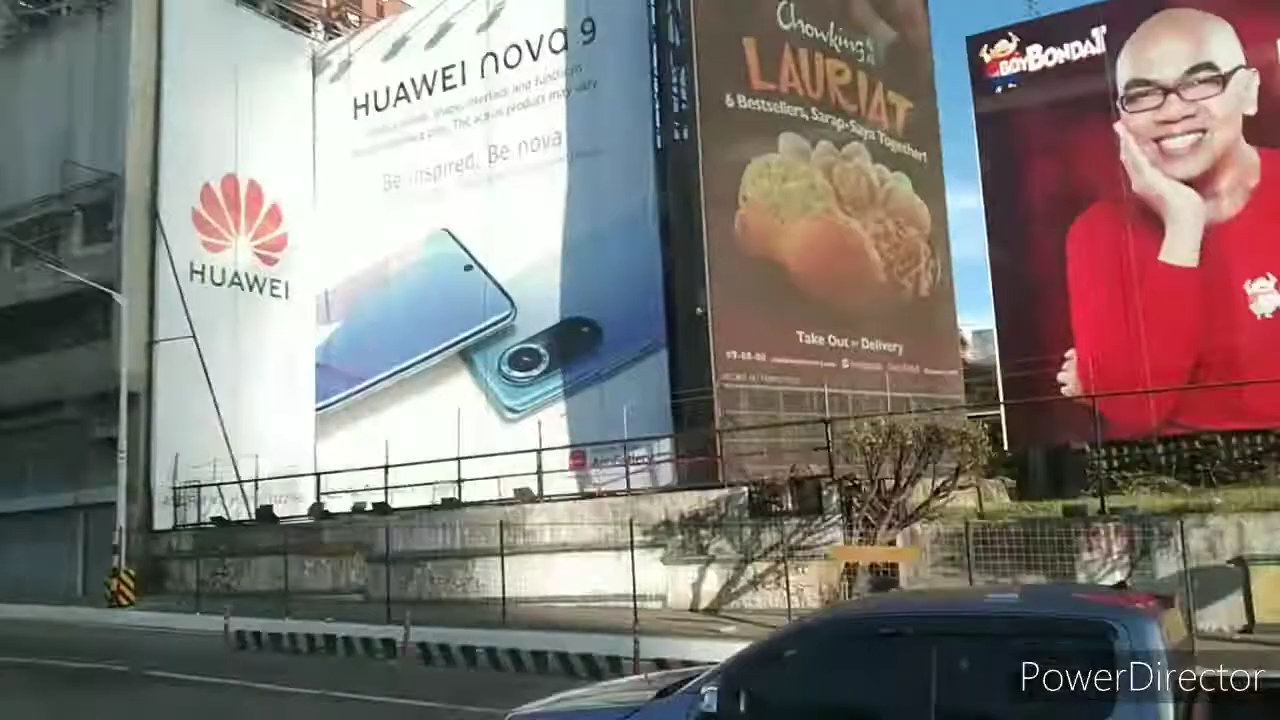 HUAWEI
HUAWEI nova 9
Be inspired. Be nova
Chowking's
LAURIAT
6 Bestsellers, Sarap-Saya Together!
Take Out or Delivery
BOY BONDAT
PowerDirector